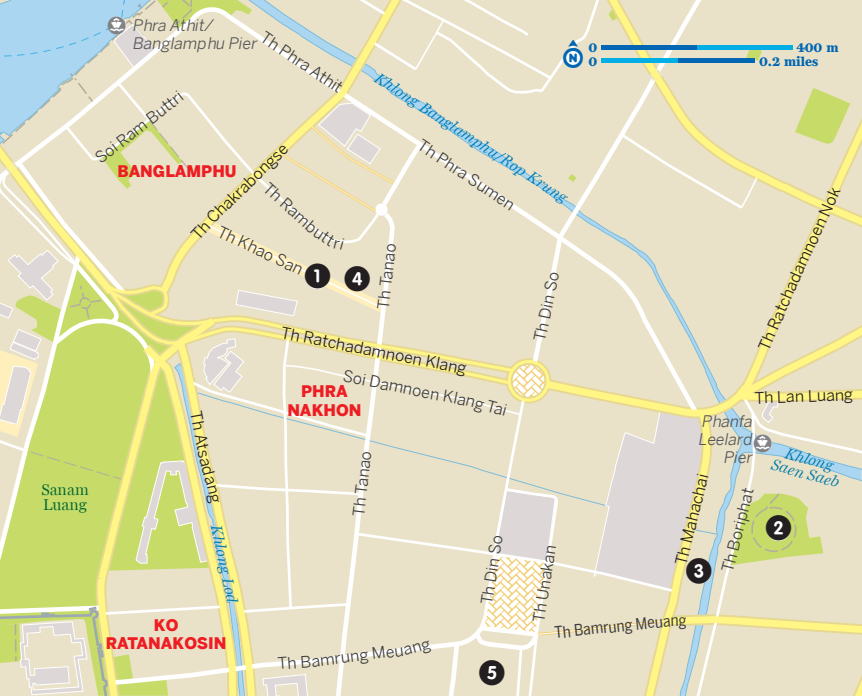 Phra Athit/
Banglamphu Pier
Th Phra Athit
0 400 m
N
0 0.2 miles
Khlong Banglamphu/Rop Krung
Soi Ram Buttri
BANGLAMPHU
Th Chakrabongse
Th Phra Sumen
Th Rambuttri
Th Khao San
1
4
Th Tanao
Th Din So
Th Ratchadamnoen Nok
Th Ratchadamnoen Klang
Soi Damnoen Klang Tai
PHRA
NAKHON
Th Lan Luang
Phanfa
Leelard
Pier
Khlong
Saen Saeb
Th Atsadang
Th Tanao
Sanam
Luang
Khlong Lod
Th Din So
Th Unakan
Th Mahachai
Th Boriphat
2
3
KO
RATANAKOSIN
Th Bamrung Meuang
Th Bamrung Meuang
5